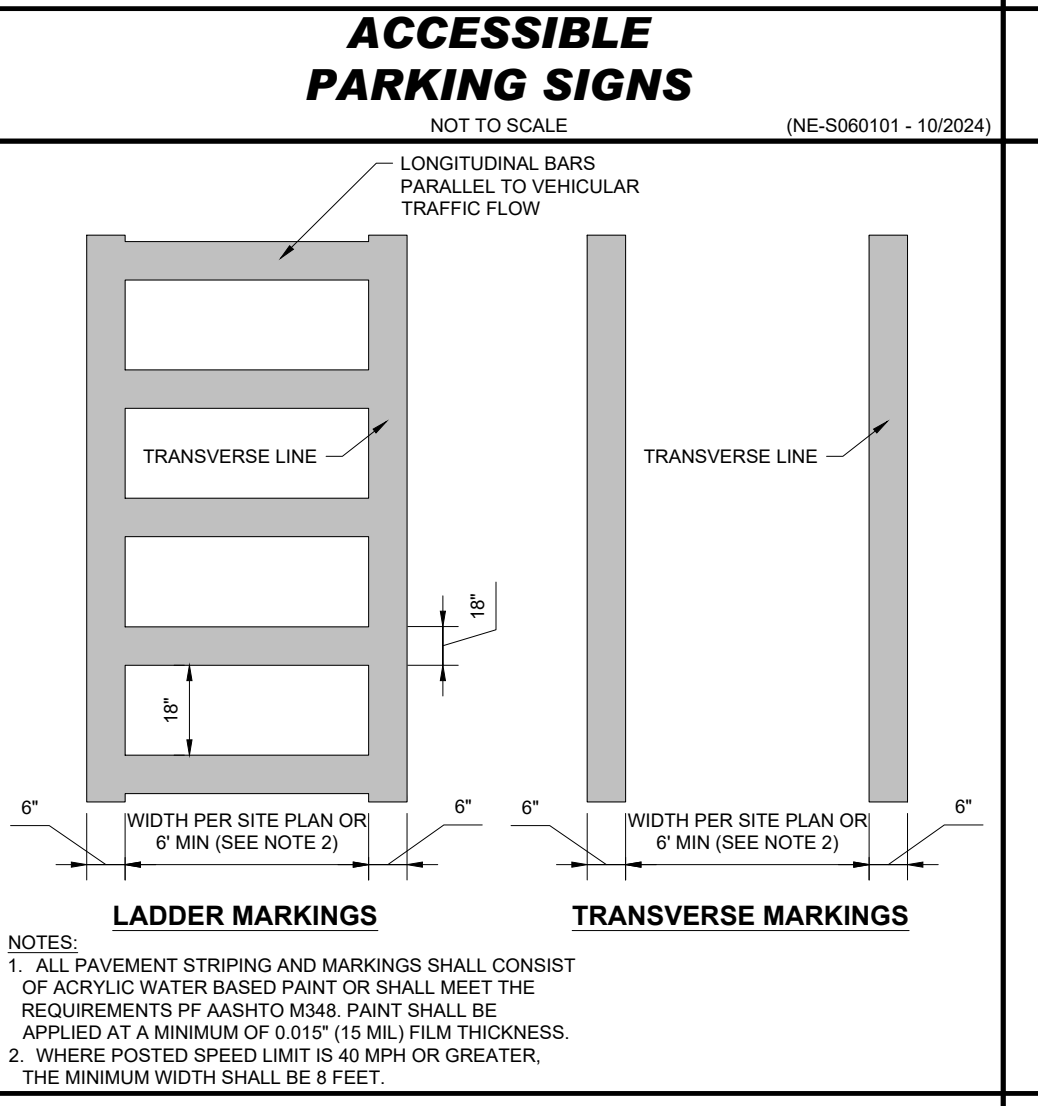 ACCESSIBLE
PARKING SIGNS
NOT TO SCALE
(NE-S060101 - 10/2024)
LONGITUDINAL BARS
PARALLEL TO VEHICULAR
TRAFFIC FLOW
TRANSVERSE LINE
18"
18"
6"
WIDTH PER SITE PLAN OR
6' MIN (SEE NOTE 2)
6"
LADDER MARKINGS
TRANSVERSE LINE
6"
WIDTH PER SITE PLAN OR
6' MIN (SEE NOTE 2)
6"
TRANSVERSE MARKINGS
NOTES:
1. ALL PAVEMENT STRIPING AND MARKINGS SHALL CONSIST
OF ACRYLIC WATER BASED PAINT OR SHALL MEET THE
REQUIREMENTS PF AASHTO M348. PAINT SHALL BE
APPLIED AT A MINIMUM OF 0.015" (15 MIL) FILM THICKNESS.
2. WHERE POSTED SPEED LIMIT IS 40 MPH OR GREATER,
THE MINIMUM WIDTH SHALL BE 8 FEET.